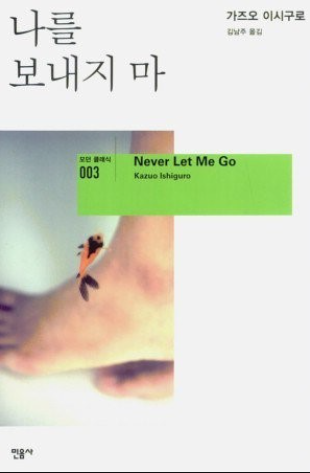 나를
보내지 마
가즈오 이시구로
김남주 옮김
모던 클래식
003
Never Let Me Go
Kazuo Ishiguro
민음사